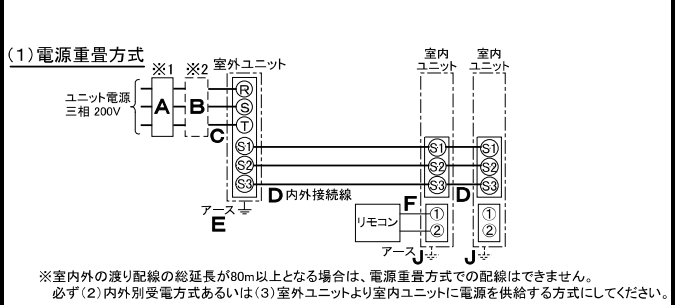 (1)電源重畳方式
※1 ※2 室外ユニット
室内ユニット 室内ユニット
ユニット電源
三相 200V
A B C
R
S
T
S1 S1 S1
S2 S2 S2
S3 S3 S3
D 内外接続線 D
アース
E
F
リモコン
① ①
② ②
アース J J
※室内外の渡り配線の総延長が80m以上となる場合は、電源重畳方式での配線はできません。
必ず(2)内外別受電方式あるいは(3)室外ユニットより室内ユニットに電源を供給する方式にしてください。